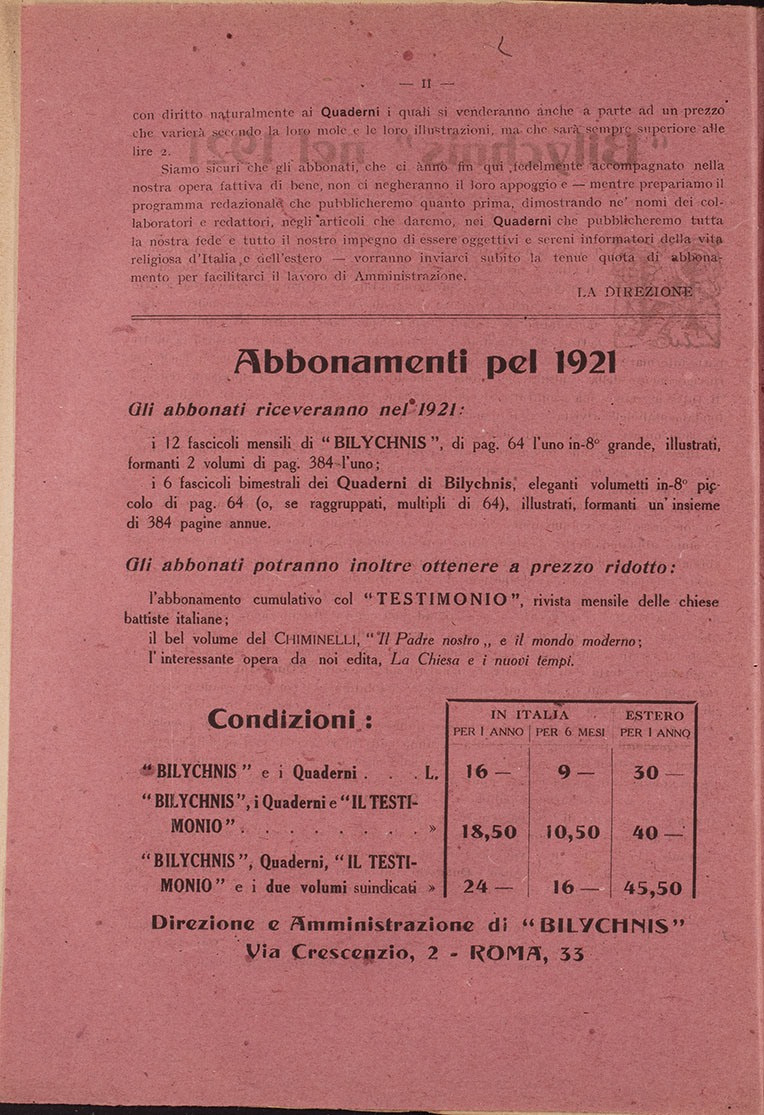 — II —
con diritto naturalmente ai Quaderni i quali si venderanno anche a parte ad un prezzo
che varierà secondo la loro mole e le loro illustrazioni, ma che sarà sempre superiore alle
lire 2.
Siamo sicuri che gli abbonati, che ci ànno fin qui fedelmente accompagnato nella
nostra opera fattiva di bene, non ci negheranno il loro appoggio e — mentre prepariamo il
programma redazionale che pubblicheremo quanto prima, dimostrando ne' nomi dei col-
laboratori e redattori, negli articoli che daremo, nei Quaderni che pubblicheremo tutta
la nostra fede e tutto il nostro impegno di essere oggettivi e sereni informatori della vita
religiosa d'Italia e dell'estero — vorranno inviarci subito la tenue quota di abbona-
mento per facilitarci il lavoro di Amministrazione.
LA DIREZIONE
Abbonamenti pel 1921
Gli abbonati riceveranno nel 1921:
i 12 fascicoli mensili di “BILYCHNIS”, di pag. 64 l'uno in-8° grande, illustrati,
formanti 2 volumi di pag. 384 l'uno;
i 6 fascicoli bimestrali dei Quaderni di Bilychnis, eleganti volumetti in-8° pic-
colo di pag. 64 (o, se raggruppati, multipli di 64), illustrati, formanti un' insieme
di 384 pagine annue.
Gli abbonati potranno inoltre ottenere a prezzo ridotto:
l'abbonamento cumulativo col “TESTIMONIO”, rivista mensile delle chiese
battiste italiane;
il bel volume del CHIMINELLI, “Il Padre nostro„ e il mondo moderno;
l'interessante opera da noi edita, La Chiesa e i nuovi tempi.
Condizioni:
IN ITALIA ESTERO
PER 1 ANNO PER 6 MESI PER 1 ANNO
“BILYCHNIS” e i Quaderni . . . L. 16 — 9 — 30 —
“BILYCHNIS”, i Quaderni e “IL TESTI-
MONIO” . . . . . . . . » 18,50 10,50 40 —
“BILYCHNIS”, Quaderni, “IL TESTI-
MONIO” e i due volumi suindicati » 24 — 16 — 45,50
Direzione e Amministrazione di “BILYCHNIS”
Via Crescenzio, 2 - ROMA, 33